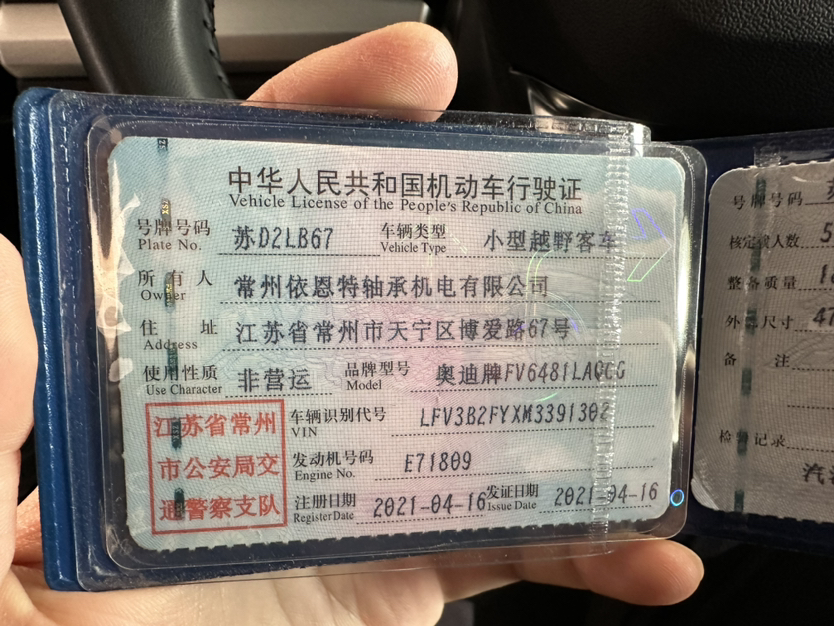 中华人民共和国机动车行驶证
Vehicle License of the People's Republic of China
号牌号码 苏D2LB67 车辆类型 小型越野客车
Plate No. Vehicle Type
所有人 常州依恩特轴承机电有限公司
Owner
住址 江苏省常州市天宁区博爱路67号
Address
使用性质 非营运 品牌型号 奥迪牌FV6481LAQCG
Use Character Model
江苏省常州
市公安局交
通警察支队
车辆识别代号 LFV3B2FYXM3391302
VIN
发动机号码 E71809
Engine No.
注册日期 2021-04-16 发证日期 2021-04-16
Register Date Issue Date
号牌号码
核定载人数 5
整备质量
外廓尺寸 47
备注
检验记录